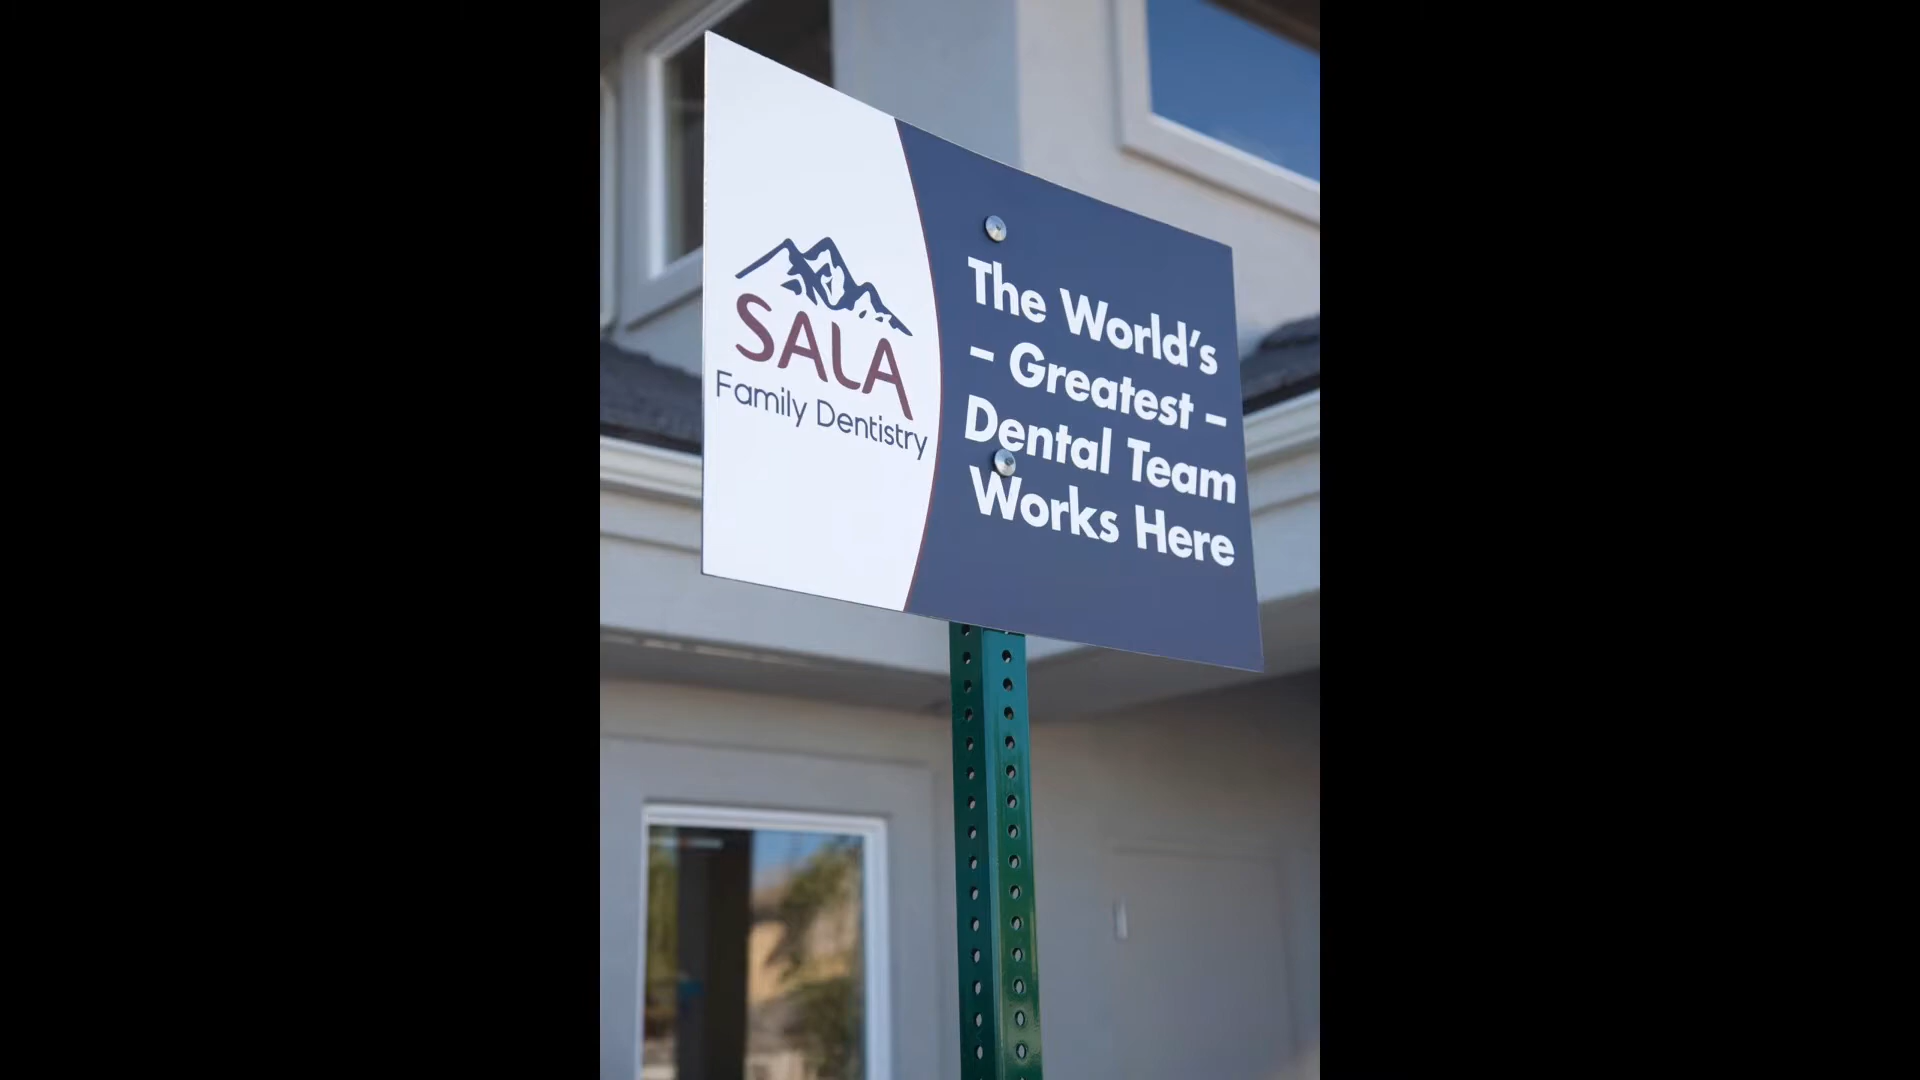 SALA
Family Dentistry
The World's
– Greatest –
Dental Team
Works Here